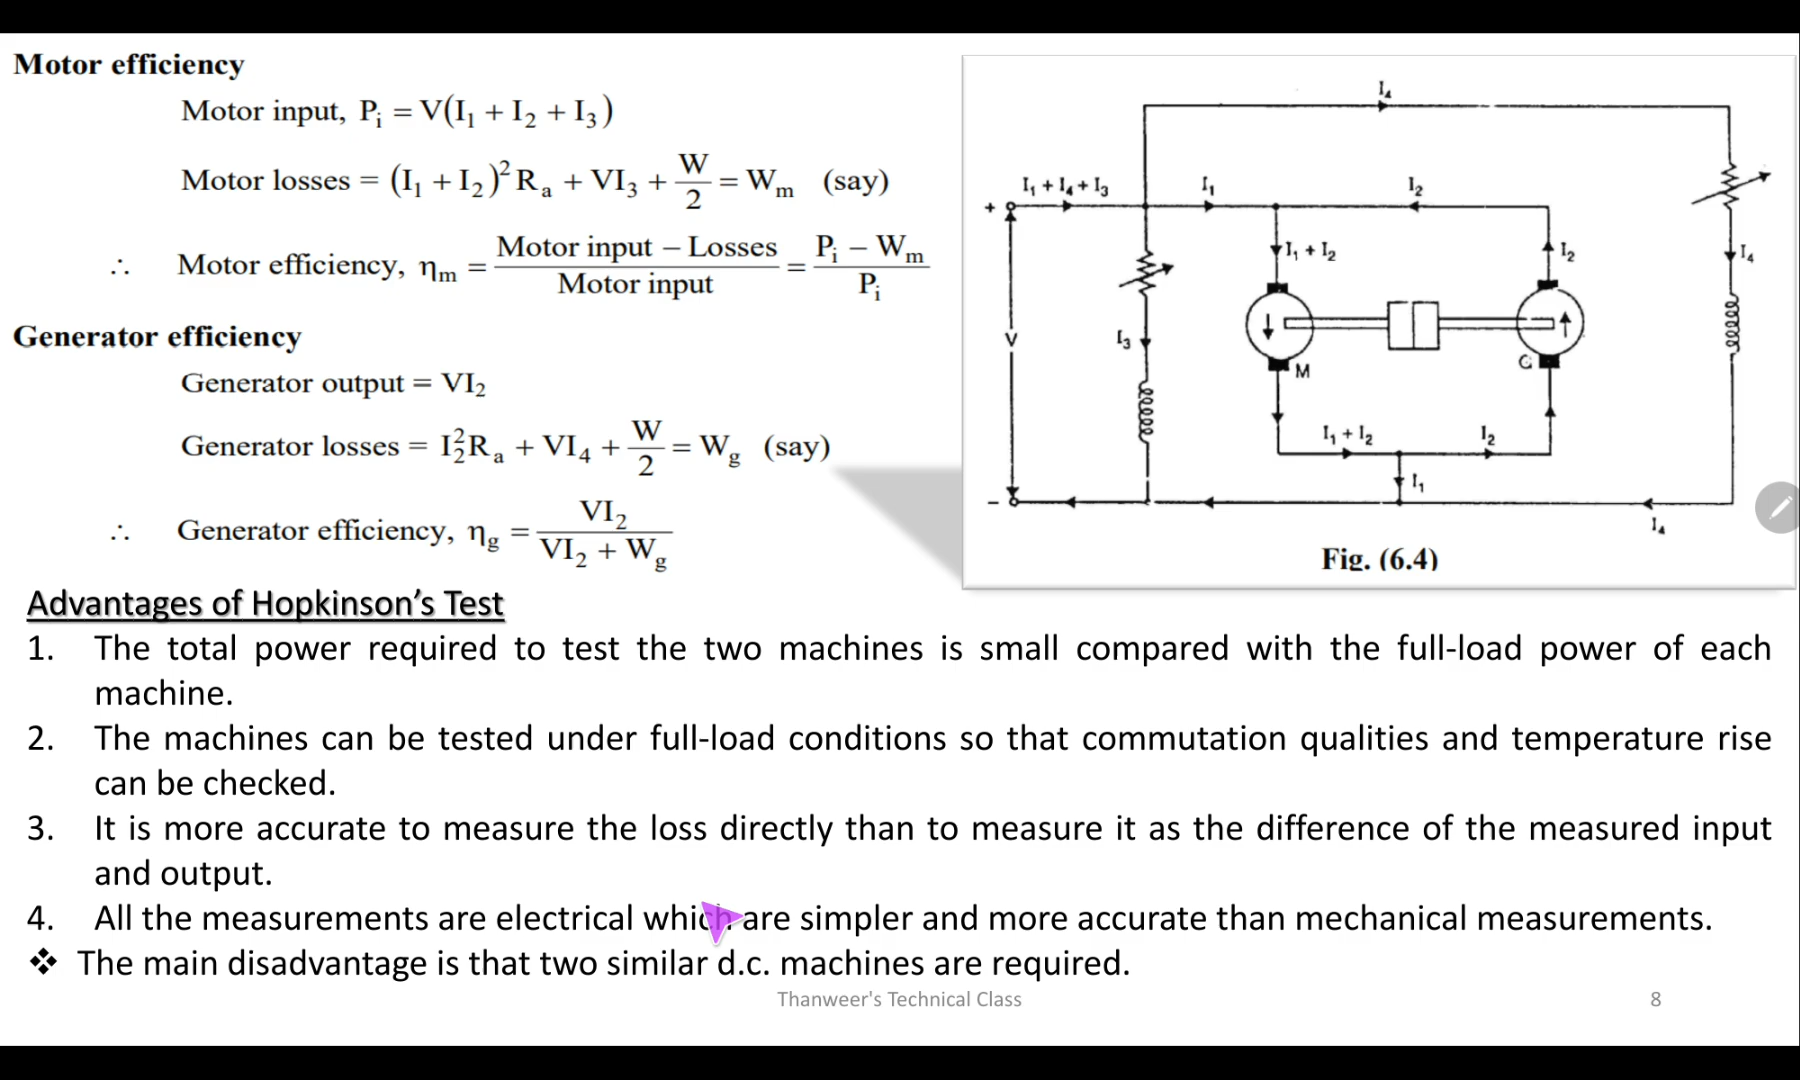 Motor efficiency
Motor input, Pᵢ = V(I₁ + I₂ + I₃)
Motor losses = (I₁ + I₂)² Rₐ + VI₃ + W/2 = Wₘ (say)
∴ Motor efficiency, ηₘ = (Motor input − Losses)/(Motor input) = (Pᵢ − Wₘ)/Pᵢ
Generator efficiency
Generator output = VI₂
Generator losses = I₂²Rₐ + VI₄ + W/2 = W_g (say)
∴ Generator efficiency, η_g = VI₂/(VI₂ + W_g)
I₄
I₁ + I₄ + I₃
I₁
I₂
+
I₁ + I₂
I₂
I₄
V
I₃
M
G
I₁ + I₂
I₂
I₁
−
I₄
Fig. (6.4)
Advantages of Hopkinson’s Test
1. The total power required to test the two machines is small compared with the full-load power of each
machine.
2. The machines can be tested under full-load conditions so that commutation qualities and temperature rise
can be checked.
3. It is more accurate to measure the loss directly than to measure it as the difference of the measured input
and output.
4. All the measurements are electrical which are simpler and more accurate than mechanical measurements.
❖ The main disadvantage is that two similar d.c. machines are required.
Thanweer's Technical Class
8